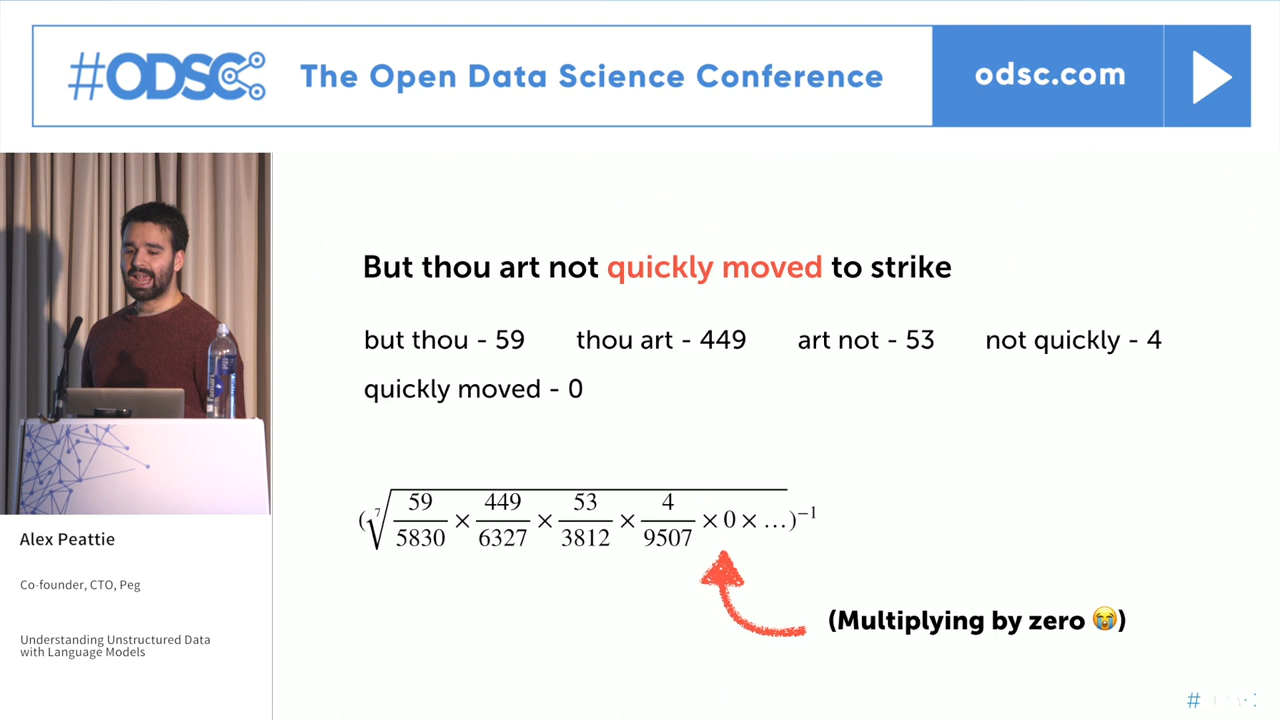 #ODSC The Open Data Science Conference odsc.com
But thou art not quickly moved to strike
but thou - 59 thou art - 449 art not - 53 not quickly - 4
quickly moved - 0
(⁷√(59/5830 × 449/6327 × 53/3812 × 4/9507 × 0 × …))⁻¹
(Multiplying by zero 😭)
Alex Peattie
Co-founder, CTO, Peg
Understanding Unstructured Data
with Language Models
#